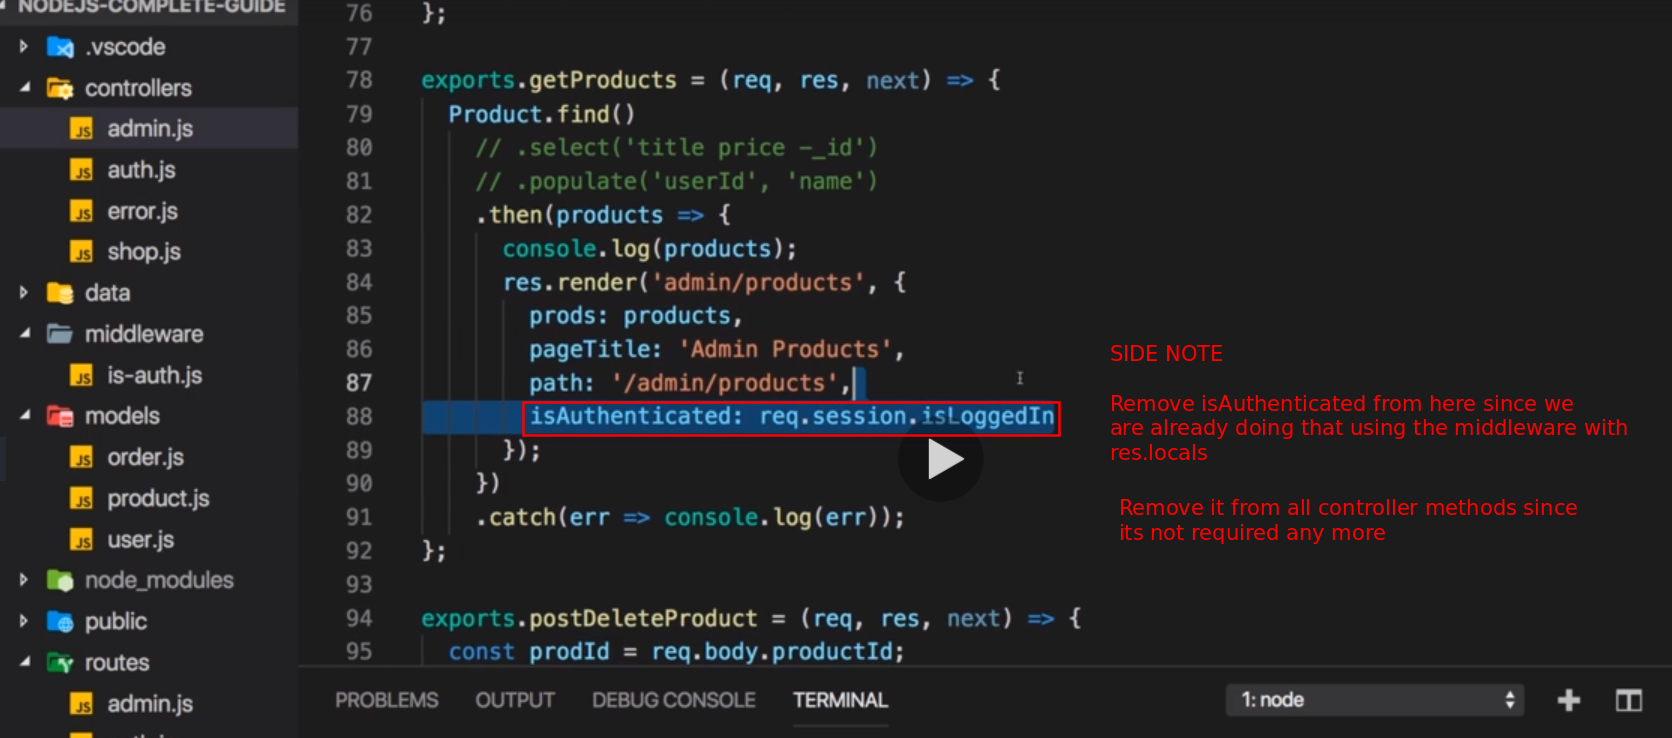 NODEJS-COMPLETE-GUIDE
.vscode
controllers
admin.js
auth.js
error.js
shop.js
data
middleware
is-auth.js
models
order.js
product.js
user.js
node_modules
public
routes
admin.js
76 };
77
78 exports.getProducts = (req, res, next) => {
79 Product.find()
80 // .select('title price -_id')
81 // .populate('userId', 'name')
82 .then(products => {
83 console.log(products);
84 res.render('admin/products', {
85 prods: products,
86 pageTitle: 'Admin Products',
87 path: '/admin/products',
88 isAuthenticated: req.session.isLoggedIn
89 });
90 })
91 .catch(err => console.log(err));
92 };
93
94 exports.postDeleteProduct = (req, res, next) => {
95 const prodId = req.body.productId;
SIDE NOTE
Remove isAuthenticated from here since we
are already doing that using the middleware with
res.locals
Remove it from all controller methods since
its not required any more
PROBLEMS OUTPUT DEBUG CONSOLE TERMINAL 1: node